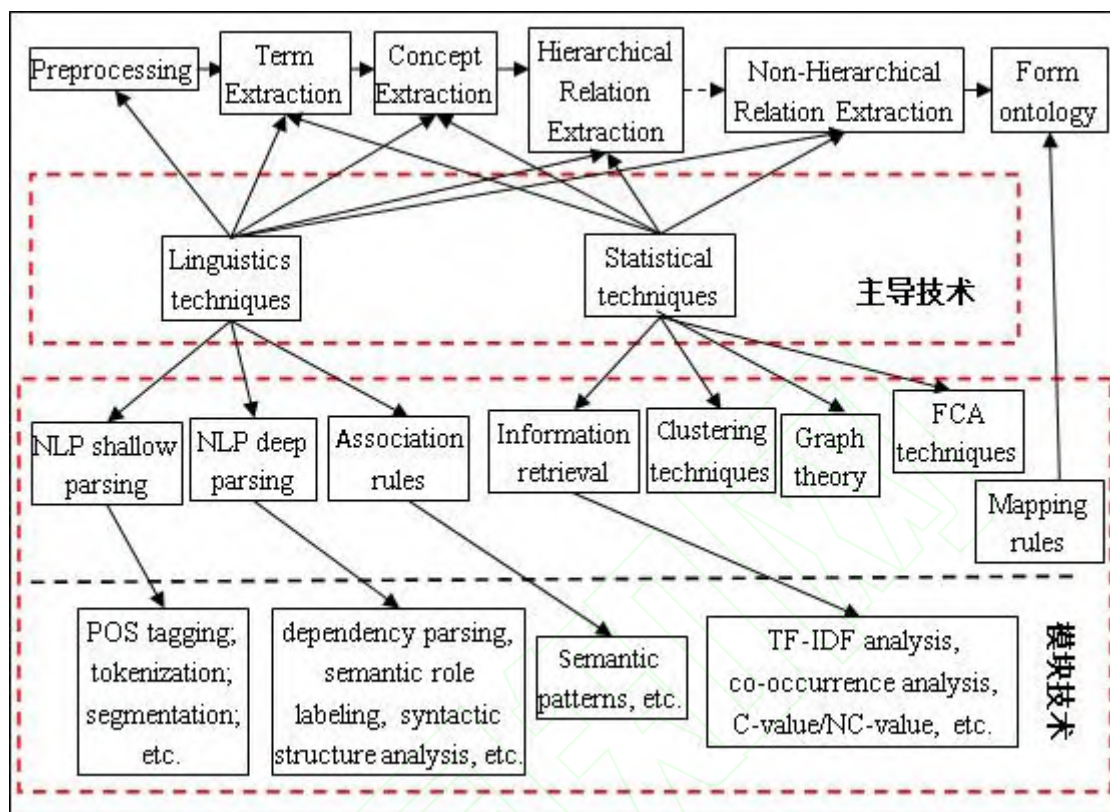 Preprocessing
Term
Extraction
Concept
Extraction
Hierarchical
Relation
Extraction
Non-Hierarchical
Relation Extraction
Form
ontology
Linguistics
techniques
Statistical
techniques
主导技术
NLP shallow
parsing
NLP deep
parsing
Association
rules
Information
retrieval
Clustering
techniques
Graph
theory
FCA
techniques
Mapping
rules
POS tagging;
tokenization;
segmentation;
etc.
dependency parsing,
semantic role
labeling, syntactic
structure analysis, etc.
Semantic
patterns, etc.
TF-IDF analysis,
co-occurrence analysis,
C-value/NC-value, etc.
模块技术